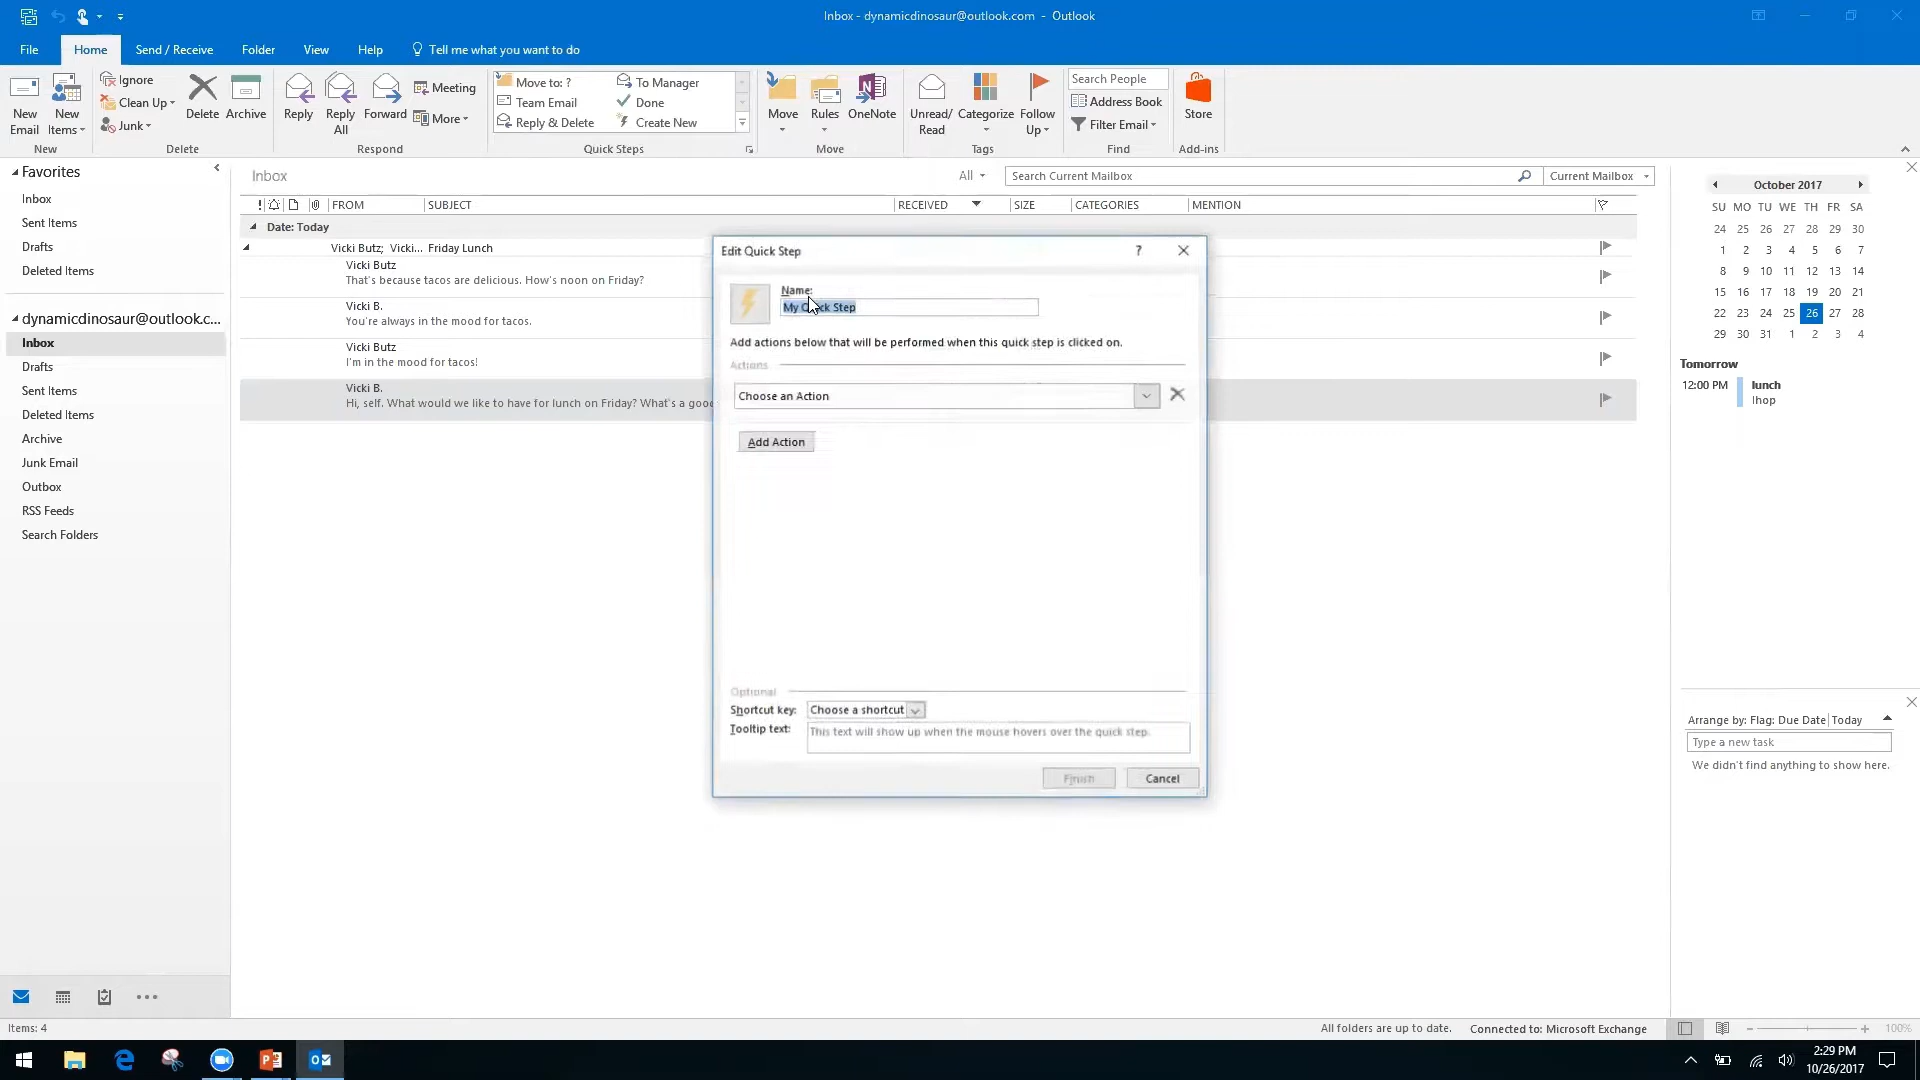 Inbox - dynamicdinosaur@outlook.com - Outlook
File Home Send / Receive Folder View Help Tell me what you want to do
New Email
New Items
New
Ignore
Clean Up
Junk
Delete
Archive
Delete
Reply
Reply All
Forward
Meeting
More
Respond
Move to: ?
Team Email
Reply & Delete
To Manager
Done
Create New
Quick Steps
Move
Rules
OneNote
Move
Unread/ Read
Categorize
Follow Up
Tags
Search People
Address Book
Filter Email
Find
Store
Add-ins
Favorites
Inbox
Sent Items
Drafts
Deleted Items
dynamicdinosaur@outlook.c...
Inbox
Drafts
Sent Items
Deleted Items
Archive
Junk Email
Outbox
RSS Feeds
Search Folders
Inbox
All
Search Current Mailbox
Current Mailbox
! FROM SUBJECT RECEIVED SIZE CATEGORIES MENTION
Date: Today
Vicki Butz; Vicki... Friday Lunch
Vicki Butz
That's because tacos are delicious. How's noon on Friday?
Vicki B.
You're always in the mood for tacos.
Vicki Butz
I'm in the mood for tacos!
Vicki B.
Hi, self. What would we like to have for lunch on Friday? What's a good
Edit Quick Step
?
Name:
My Quick Step
Add actions below that will be performed when this quick step is clicked on.
Actions
Choose an Action
Add Action
Optional
Shortcut key: Choose a shortcut
Tooltip text: This text will show up when the mouse hovers over the quick step.
Finish Cancel
October 2017
SU MO TU WE TH FR SA
24 25 26 27 28 29 30
1 2 3 4 5 6 7
8 9 10 11 12 13 14
15 16 17 18 19 20 21
22 23 24 25 26 27 28
29 30 31 1 2 3 4
Tomorrow
12:00 PM lunch
Ihop
Arrange by: Flag: Due Date Today
Type a new task
We didn't find anything to show here.
Items: 4
All folders are up to date. Connected to: Microsoft Exchange
100%
2:29 PM
10/26/2017